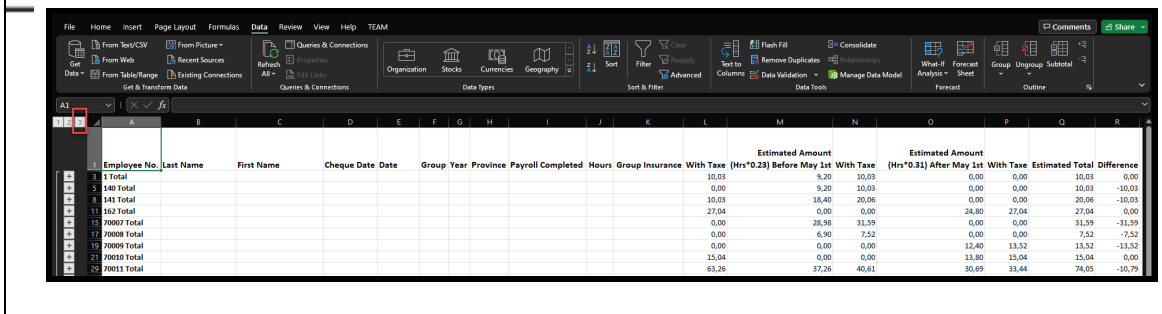 File Home Insert Page Layout Formulas Data Review View Help TEAM Comments Share
From Text/CSV From Picture Queries & Connections Clear Flash Fill Consolidate
Get Data From Web Recent Sources Refresh All Properties Organization Stocks Currencies Geography Sort Filter Reapply Text to Columns Remove Duplicates Relationships What-If Analysis Forecast Sheet Group Ungroup Subtotal
From Table/Range Existing Connections Edit Links Advanced Data Validation Manage Data Model
Get & Transform Data Queries & Connections Data Types Sort & Filter Data Tools Forecast Outline
A1 fx
1 2 3 A B C D E F G H I J K L M N O P Q R
Estimated Amount Estimated Amount
1 Employee No. Last Name First Name Cheque Date Date Group Year Province Payroll Completed Hours Group Insurance With Taxe (Hrs*0.23) Before May 1st With Taxe (Hrs*0.31) After May 1st With Taxe Estimated Total Difference
3 1 Total 10,03 9,20 10,03 0,00 0,00 10,03 0,00
5 140 Total 0,00 9,20 10,03 0,00 0,00 10,03 -10,03
8 141 Total 10,03 18,40 20,06 0,00 0,00 20,06 -10,03
11 162 Total 27,04 0,00 0,00 24,80 27,04 27,04 0,00
15 70007 Total 0,00 28,98 31,59 0,00 0,00 31,59 -31,59
17 70008 Total 0,00 6,90 7,52 0,00 0,00 7,52 -7,52
19 70009 Total 0,00 0,00 0,00 12,40 13,52 13,52 -13,52
21 70010 Total 15,04 0,00 0,00 13,80 15,04 15,04 0,00
29 70011 Total 63,26 37,26 40,61 30,69 33,44 74,05 -10,79